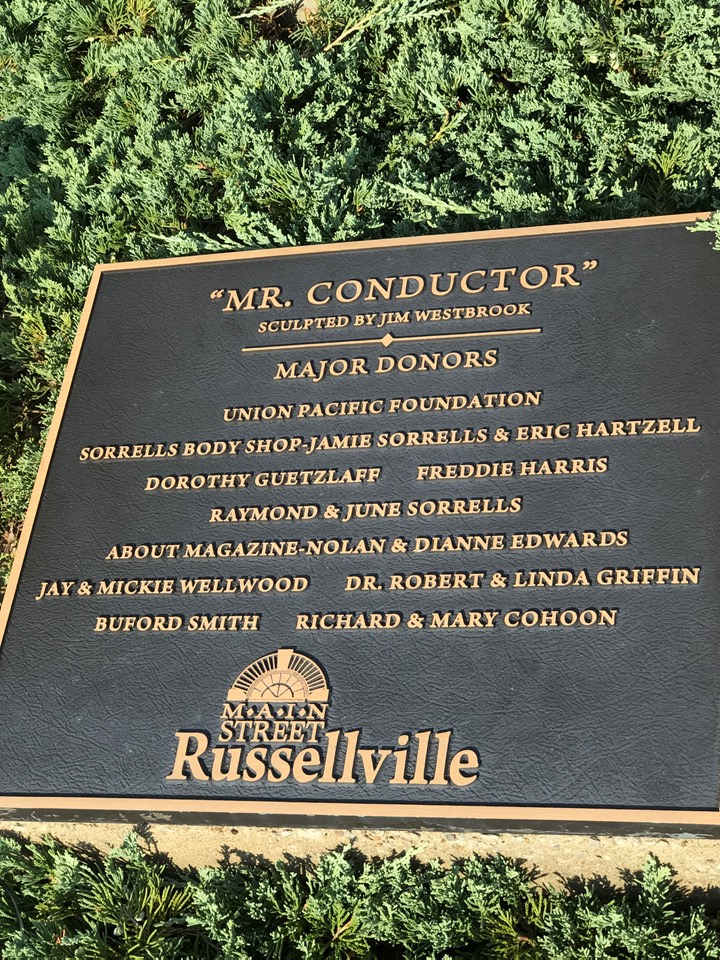 “MR. CONDUCTOR”
SCULPTED BY JIM WESTBROOK
MAJOR DONORS
UNION PACIFIC FOUNDATION
SORRELLS BODY SHOP-JAMIE SORRELLS & ERIC HARTZELL
DOROTHY GUETZLAFF FREDDIE HARRIS
RAYMOND & JUNE SORRELLS
ABOUT MAGAZINE-NOLAN & DIANNE EDWARDS
JAY & MICKIE WELLWOOD DR. ROBERT & LINDA GRIFFIN
BUFORD SMITH RICHARD & MARY COHOON
M•A•I•N
STREET
Russellville